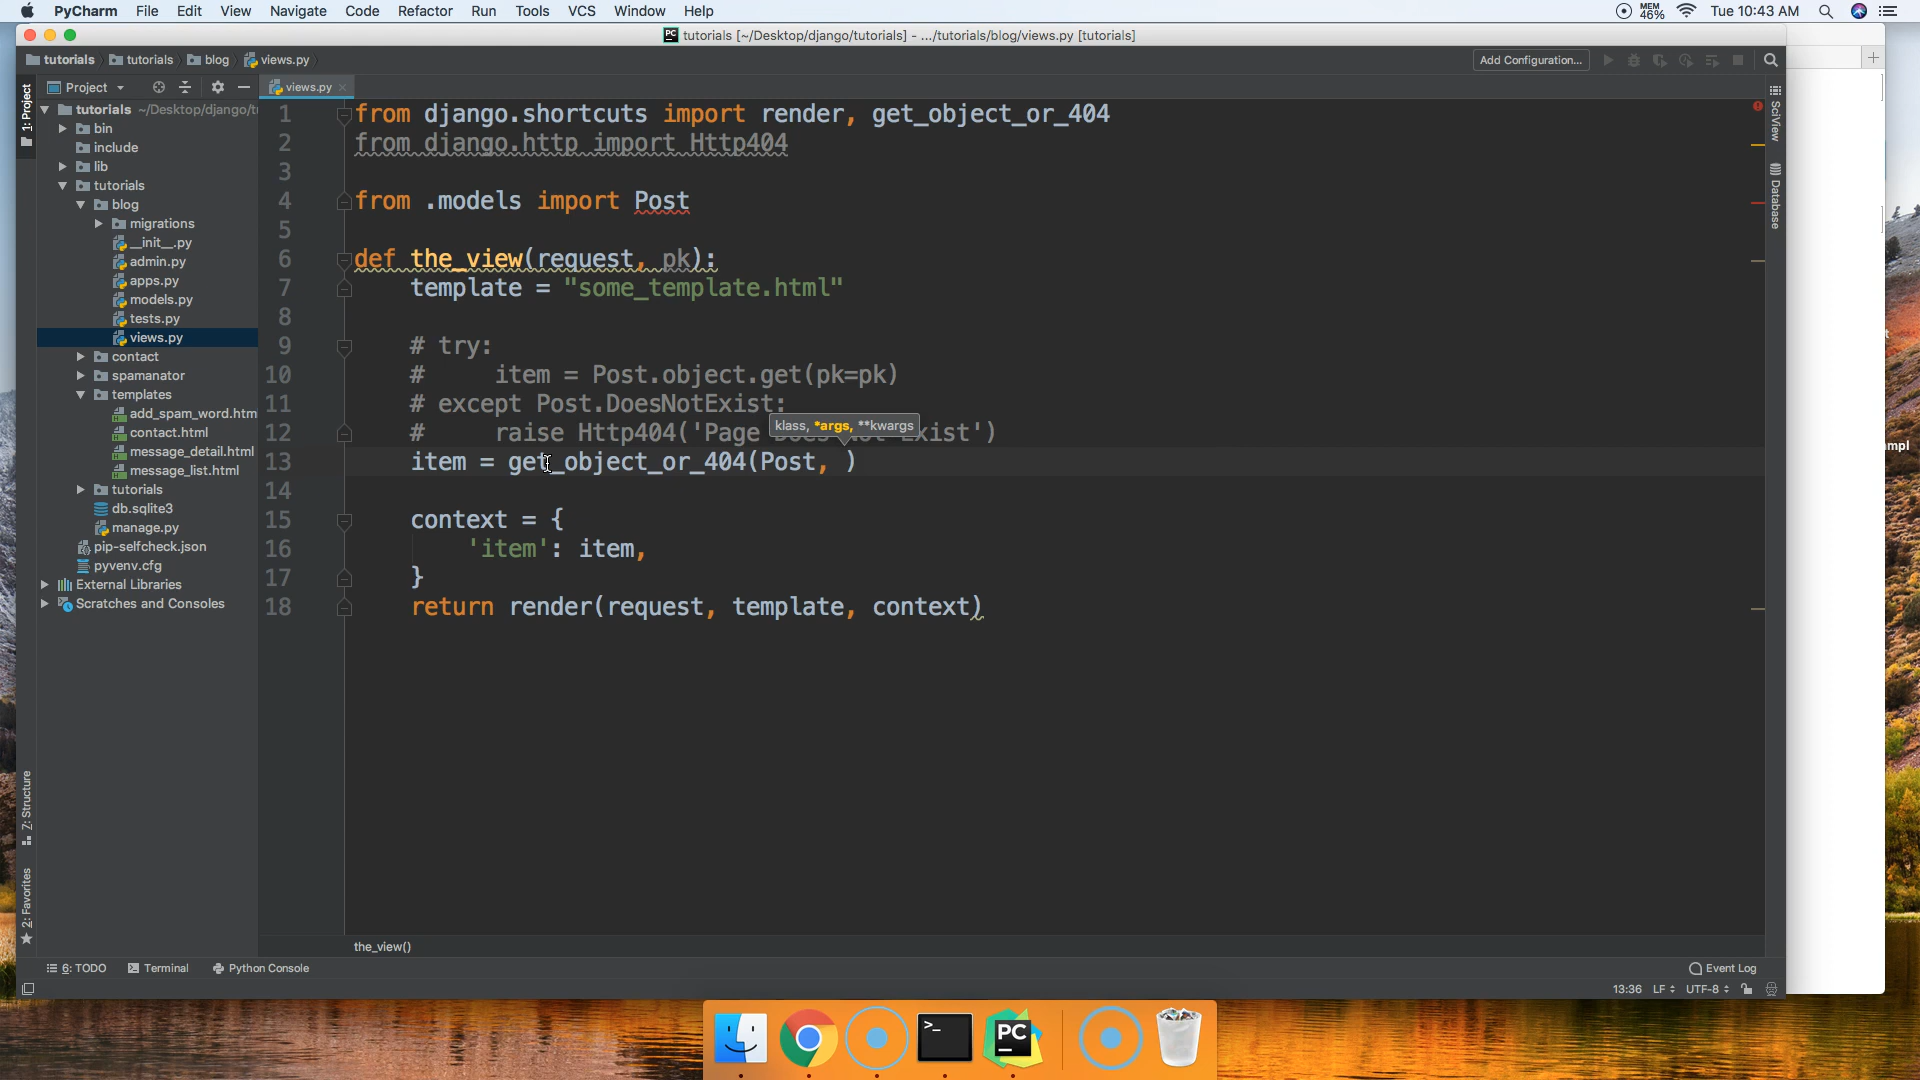 PyCharm File Edit View Navigate Code Refactor Run Tools VCS Window Help MEM 46% Tue 10:43 AM
PC tutorials [~/Desktop/django/tutorials] - .../tutorials/blog/views.py [tutorials]
tutorials tutorials blog views.py Add Configuration...
Project views.py
1: Project
tutorials ~/Desktop/django/t
bin
include
lib
tutorials
blog
migrations
__init__.py
admin.py
apps.py
models.py
tests.py
views.py
contact
spamanator
templates
add_spam_word.htm
contact.html
message_detail.html
message_list.html
tutorials
db.sqlite3
manage.py
pip-selfcheck.json
pyvenv.cfg
External Libraries
Scratches and Consoles
1 from django.shortcuts import render, get_object_or_404
2 from django.http import Http404
3
4 from .models import Post
5
6 def the_view(request, pk):
7 template = "some_template.html"
8
9 # try:
10 # item = Post.object.get(pk=pk)
11 # except Post.DoesNotExist:
klass, *args, **kwargs
12 # raise Http404('Page Does Not Exist')
13 item = get_object_or_404(Post, )
14
15 context = {
16 'item': item,
17 }
18 return render(request, template, context)
SciView
Database
mpl
7: Structure
2: Favorites
the_view()
6: TODO Terminal Python Console Event Log
13:36 LF UTF-8
>_
PC